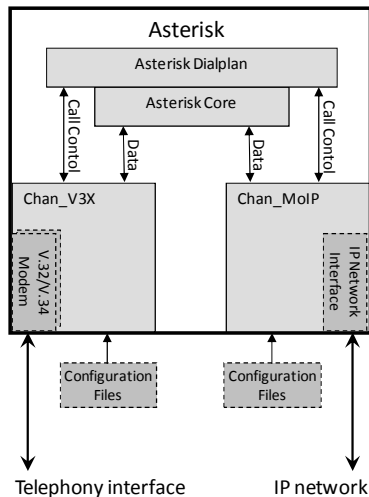 Asterisk
Asterisk Dialplan
Asterisk Core
Call Contol
Data
Data
Call Contol
Chan_V3X
Chan_MoIP
V.32/V.34
Modem
IP Network
Interface
Configuration
Files
Configuration
Files
Telephony interface
IP network